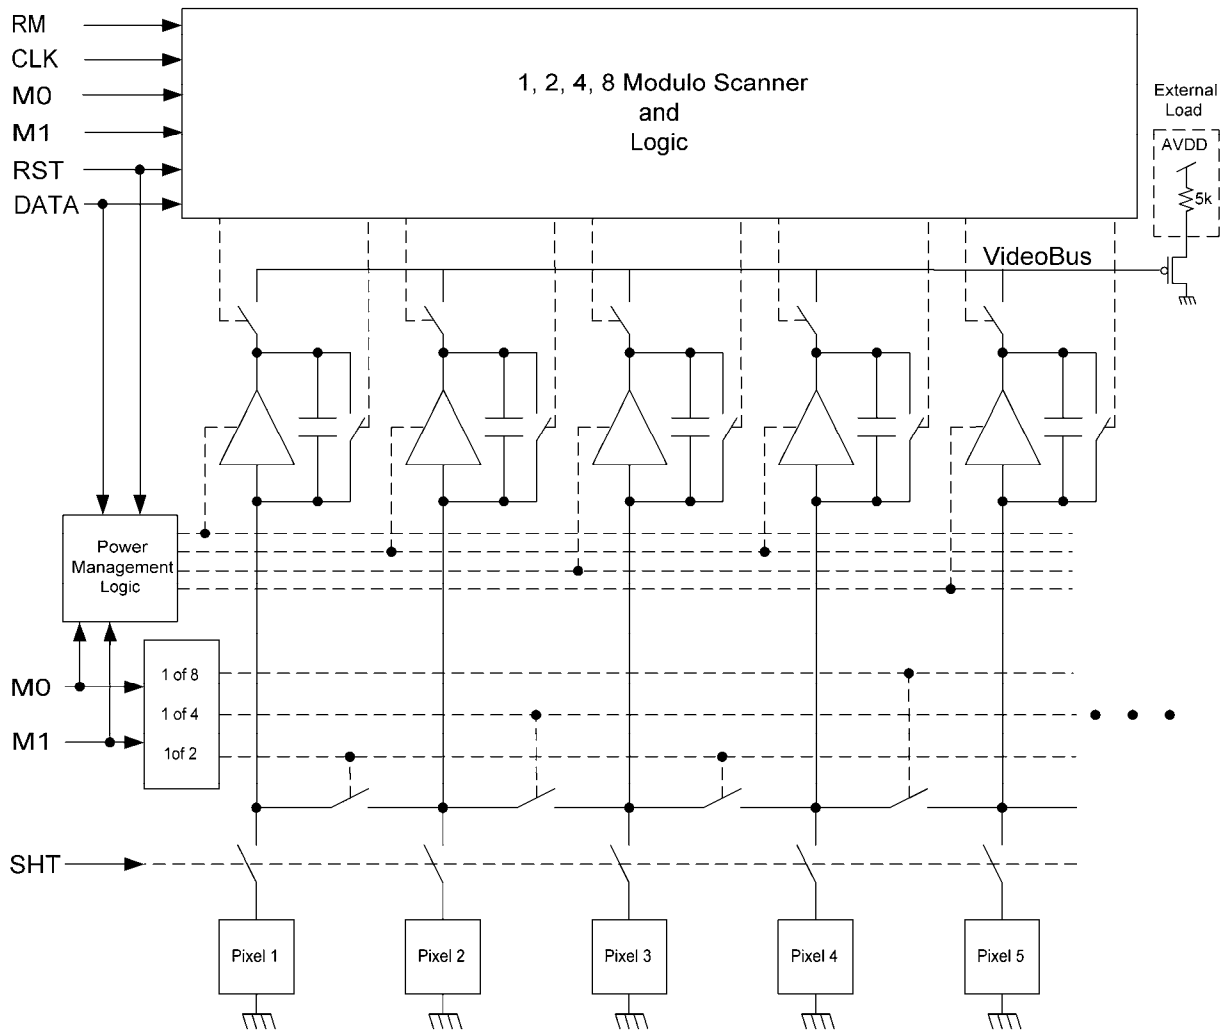 RM
CLK
M0
M1
RST
DATA
1, 2, 4, 8 Modulo Scanner
and
Logic
External
Load
AVDD
5k
VideoBus
Power
Management
Logic
M0
M1
1 of 8
1 of 4
1of 2
SHT
Pixel 1
Pixel 2
Pixel 3
Pixel 4
Pixel 5